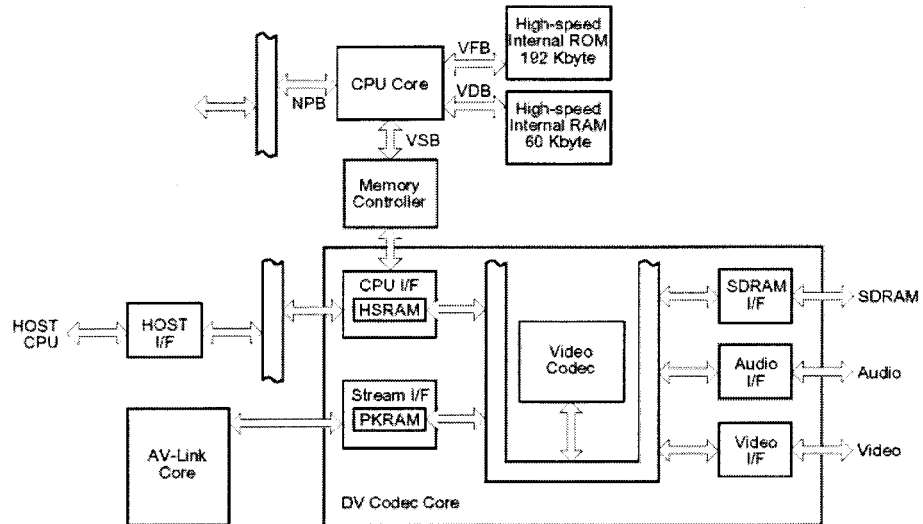 High-speed
Internal ROM
192 Kbyte
VFB
CPU Core
NPB
VDB
High-speed
Internal RAM
60 Kbyte
VSB
Memory
Controller
CPU I/F
HSRAM
SDRAM
I/F
SDRAM
HOST
CPU
HOST
I/F
Video
Codec
Audio
I/F
Audio
Stream I/F
PKRAM
AV-Link
Core
Video
I/F
Video
DV Codec Core